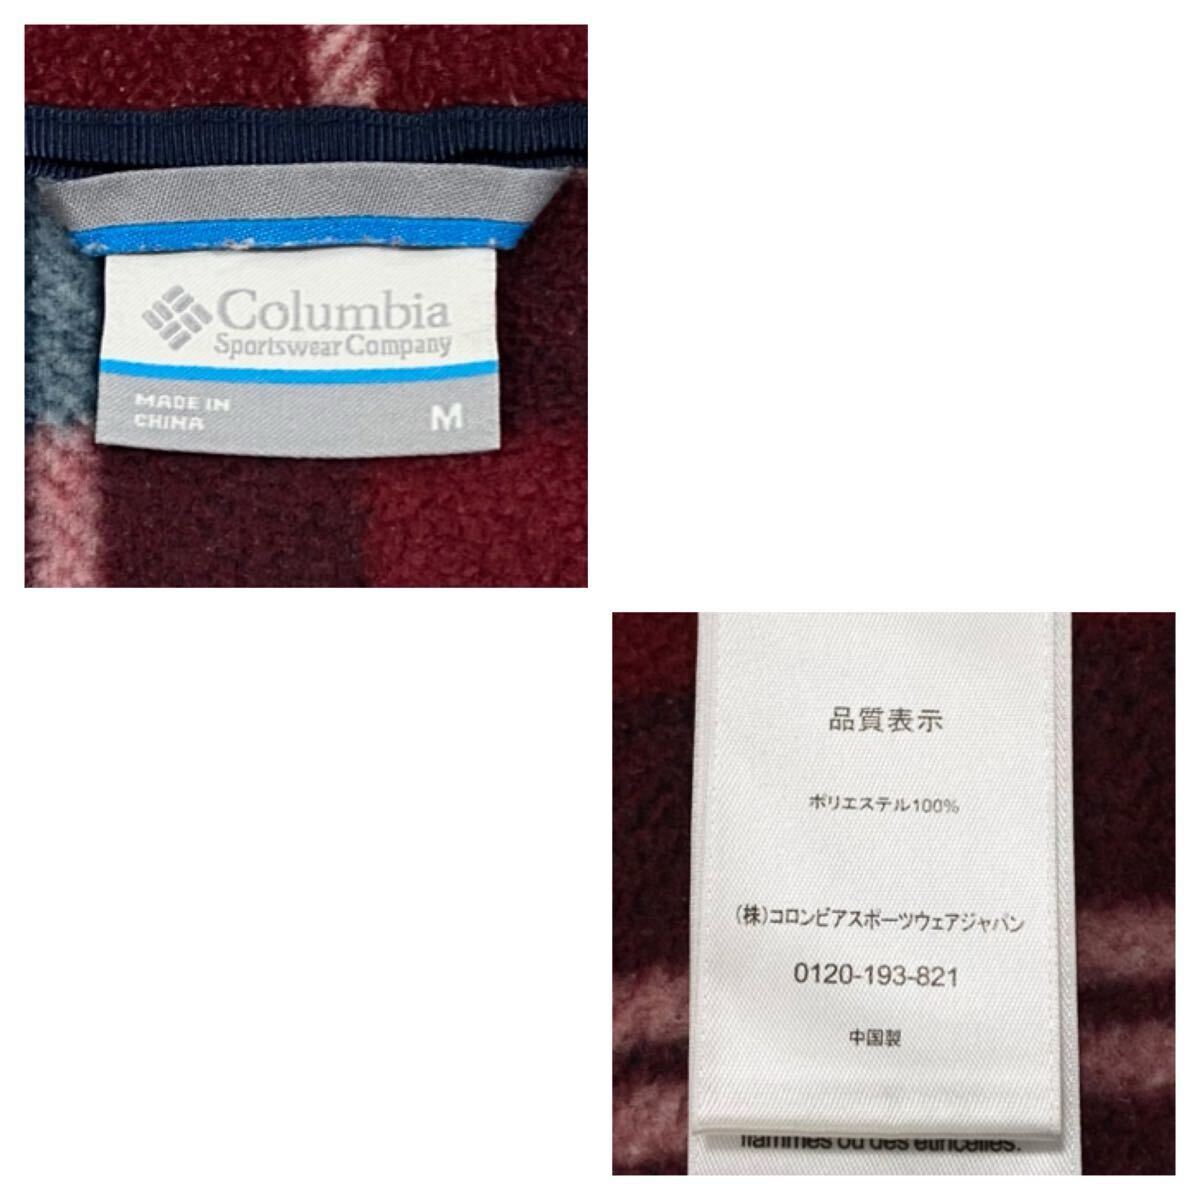 Columbia
Sportswear Company
MADE IN
CHINA
M
品質表示
ポリエステル100%
(株)コロンビアスポーツウェアジャパン
0120-193-821
中国製
flammes ou des étincelles.